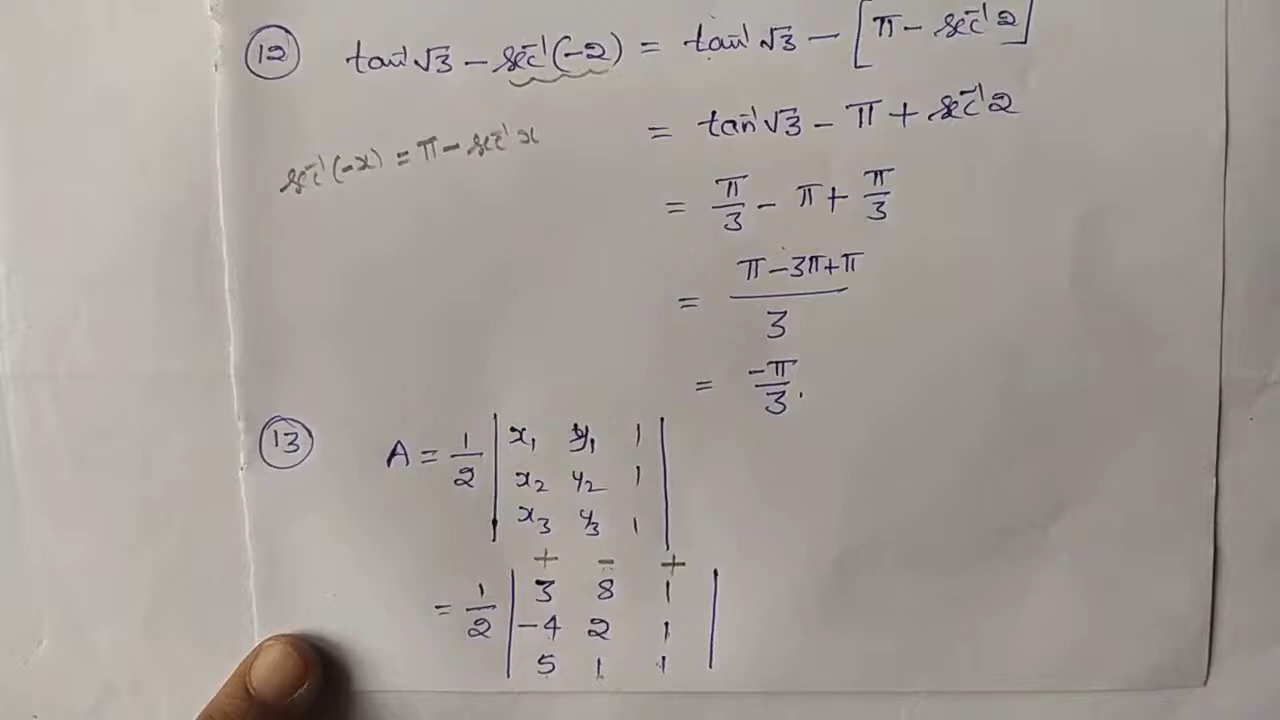 12 tan⁻¹√3 − sec⁻¹(−2) = tan⁻¹√3 − [π − sec⁻¹2]
= tan⁻¹√3 − π + sec⁻¹2
sec⁻¹(−x) = π − sec⁻¹x
= π/3 − π + π/3
= π−3π+π / 3
= −π/3.
13 A = 1/2 | x₁ y₁ 1 |
x₂ y₂ 1
x₃ y₃ 1
+ − +
= 1/2 | 3 8 1 |
−4 2 1
5 1 1